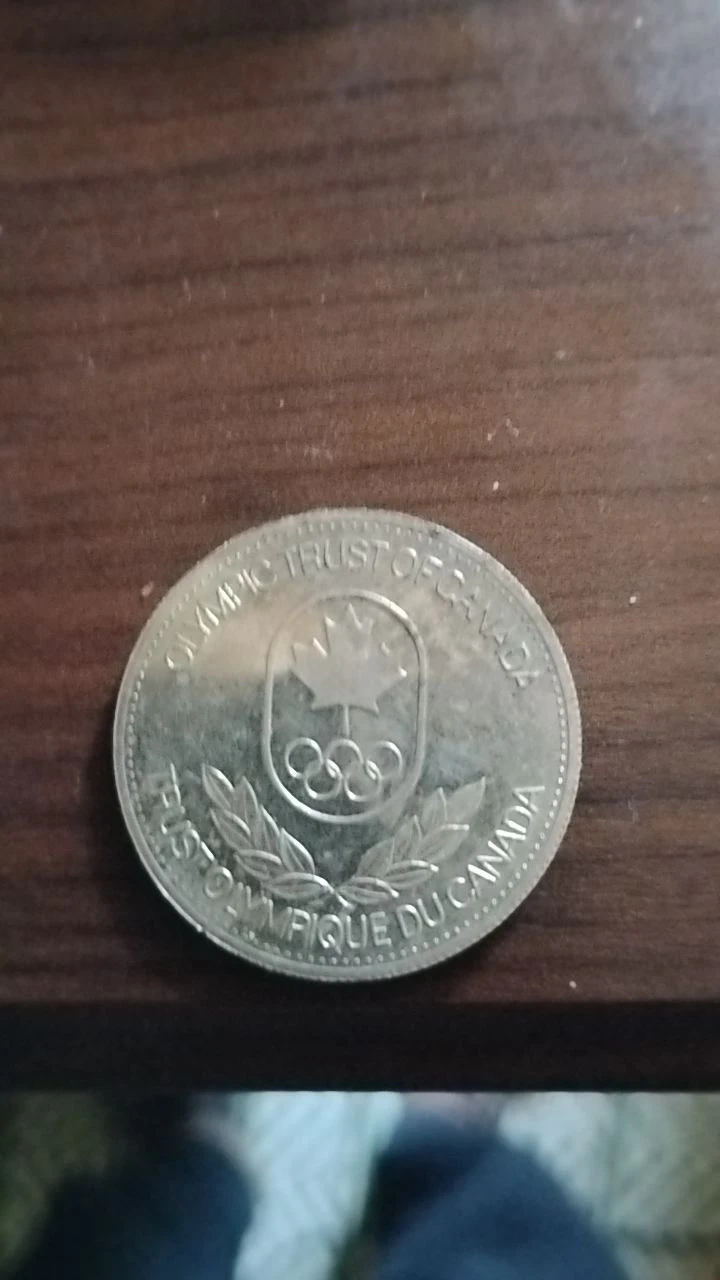 OLYMPIC TRUST OF CANADA
TRUST OLYMPIQUE DU CANADA